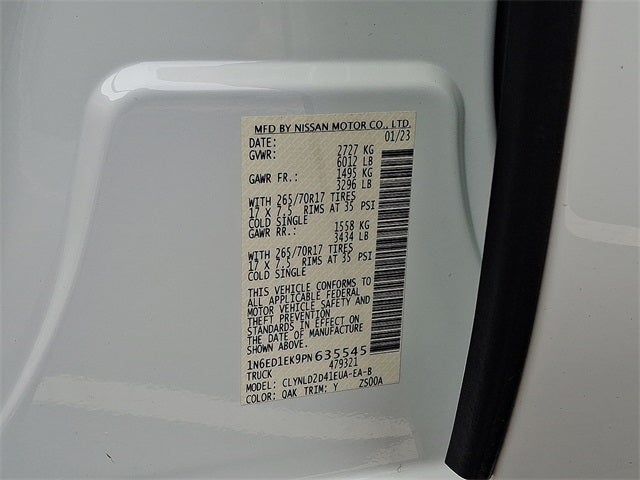 MFD BY NISSAN MOTOR CO., LTD.
DATE: 01/23
GVWR: 2727 KG
6012 LB
GAWR FR.: 1495 KG
3296 LB
WITH 265/70R17 TIRES
17 X 7.5 RIMS AT 35 PSI
COLD SINGLE
GAWR RR.: 1558 KG
3434 LB
WITH 265/70R17 TIRES
17 X 7.5 RIMS AT 35 PSI
COLD SINGLE
THIS VEHICLE CONFORMS TO
ALL APPLICABLE FEDERAL
MOTOR VEHICLE SAFETY AND
THEFT PREVENTION
STANDARDS IN EFFECT ON
THE DATE OF MANUFACTURE
SHOWN ABOVE.
1N6ED1EK9PN635545
TRUCK 479321
MODEL: CLYNLD2D41EUA-EA-B
COLOR: QAK TRIM: Y ZS00A